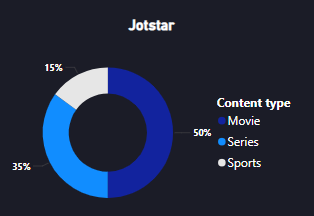 Jotstar
15%
50%
35%
Content type
Movie
Series
Sports